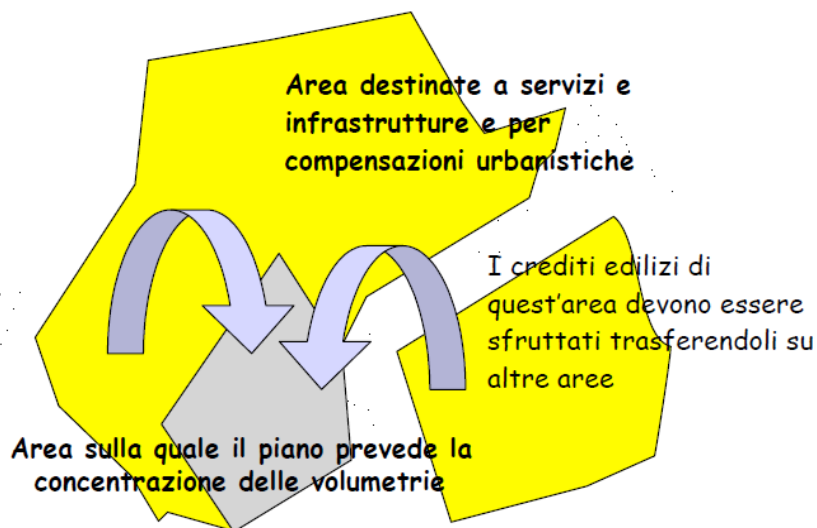 Area destinate a servizi e
infrastrutture e per
compensazioni urbanistiche
I crediti edilizi di
quest'area devono essere
sfruttati trasferendoli su
altre aree
Area sulla quale il piano prevede la
concentrazione delle volumetrie